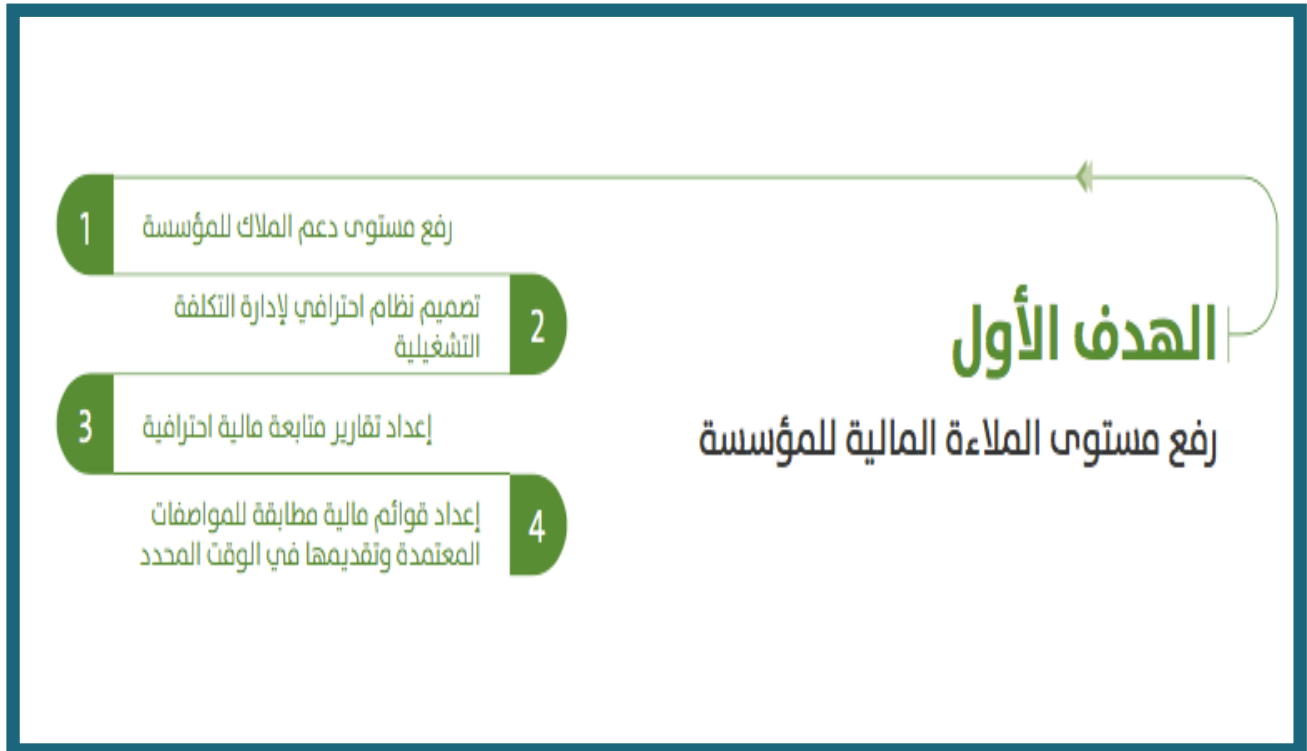 الهدف الأول
رفع مستوى الملاءة المالية للمؤسسة
1
رفع مستوى دعم الملاك للمؤسسة
2
تصميم نظام احترافي لإدارة التكلفة
التشغيلية
3
إعداد تقارير متابعة مالية احترافية
4
إعداد قوائم مالية مطابقة للمواصفات
المعتمدة وتقديمها في الوقت المحدد